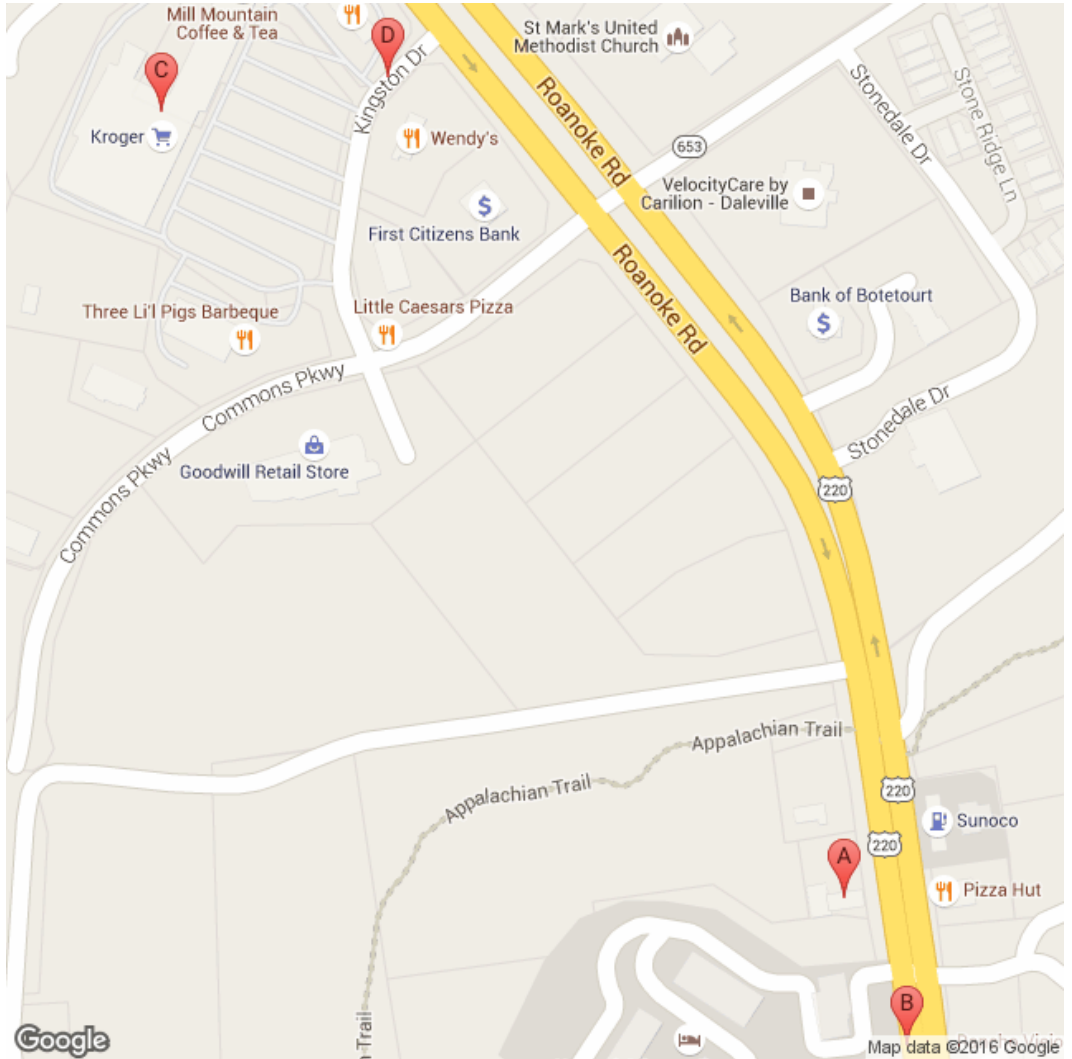 Mill Mountain
Coffee & Tea
D
St Mark's United
Methodist Church
C
Kingston Dr
Kroger
Wendy's
Roanoke Rd
653
Stonedale Dr
Stone Ridge Ln
VelocityCare by
Carilion - Daleville
$
First Citizens Bank
Roanoke Rd
Bank of Botetourt
$
Three Li'l Pigs Barbeque
Little Caesars Pizza
Commons Pkwy
Stonedale Dr
Goodwill Retail Store
Commons Pkwy
220
Appalachian Trail
Appalachian Trail
220
Sunoco
220
A
Pizza Hut
B
Trail
Google
Map data ©2016 Google